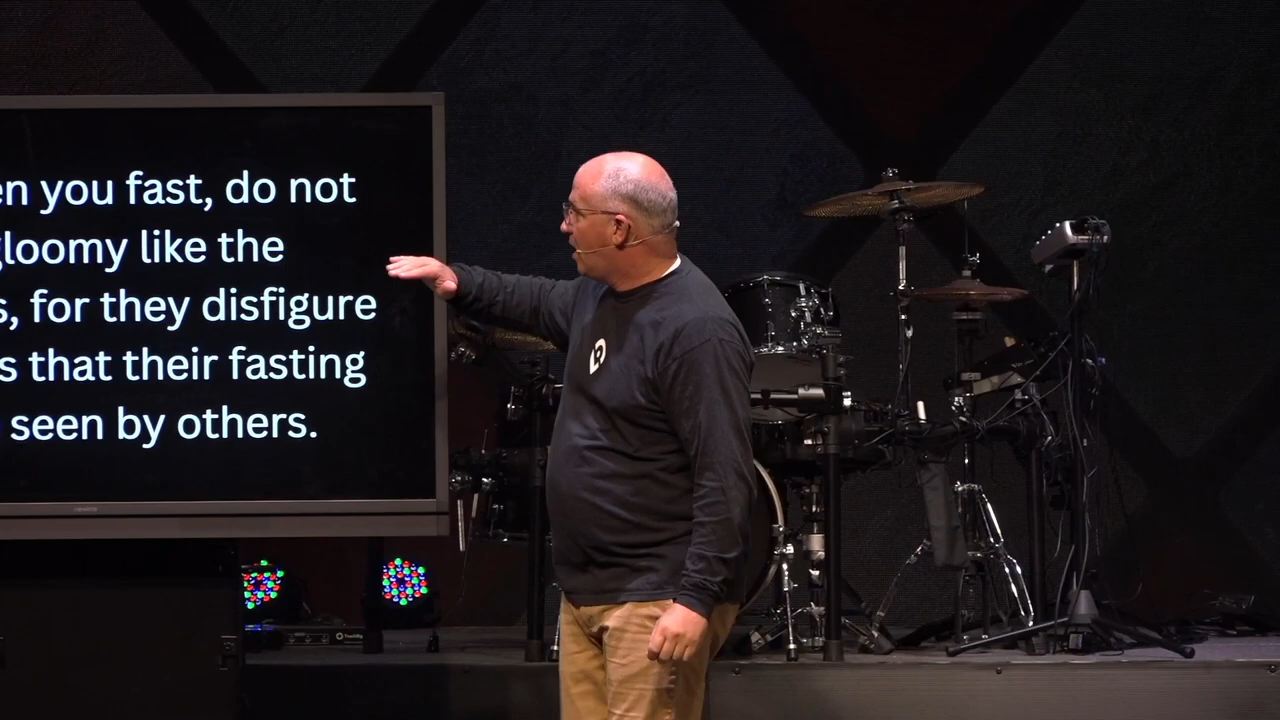 en you fast, do not
gloomy like the
s, for they disfigure
s that their fasting
seen by others.